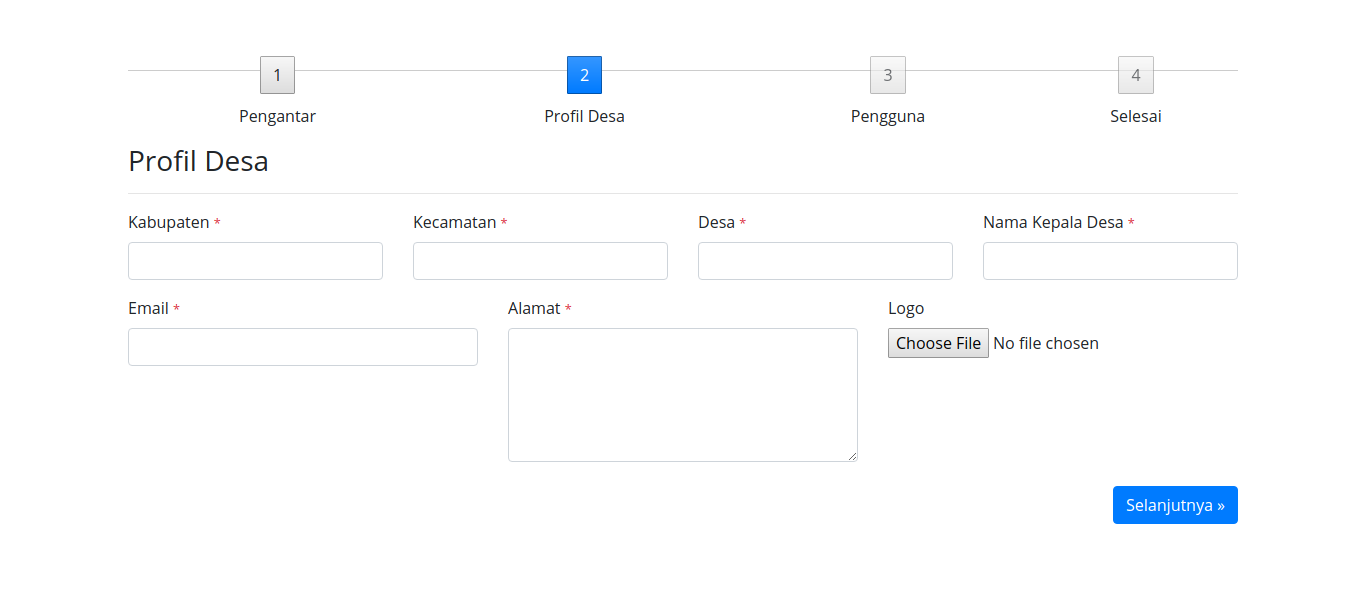 1 2 3 4
Pengantar Profil Desa Pengguna Selesai
Profil Desa
Kabupaten * Kecamatan * Desa * Nama Kepala Desa *
Email * Alamat * Logo
Choose File No file chosen
Selanjutnya »